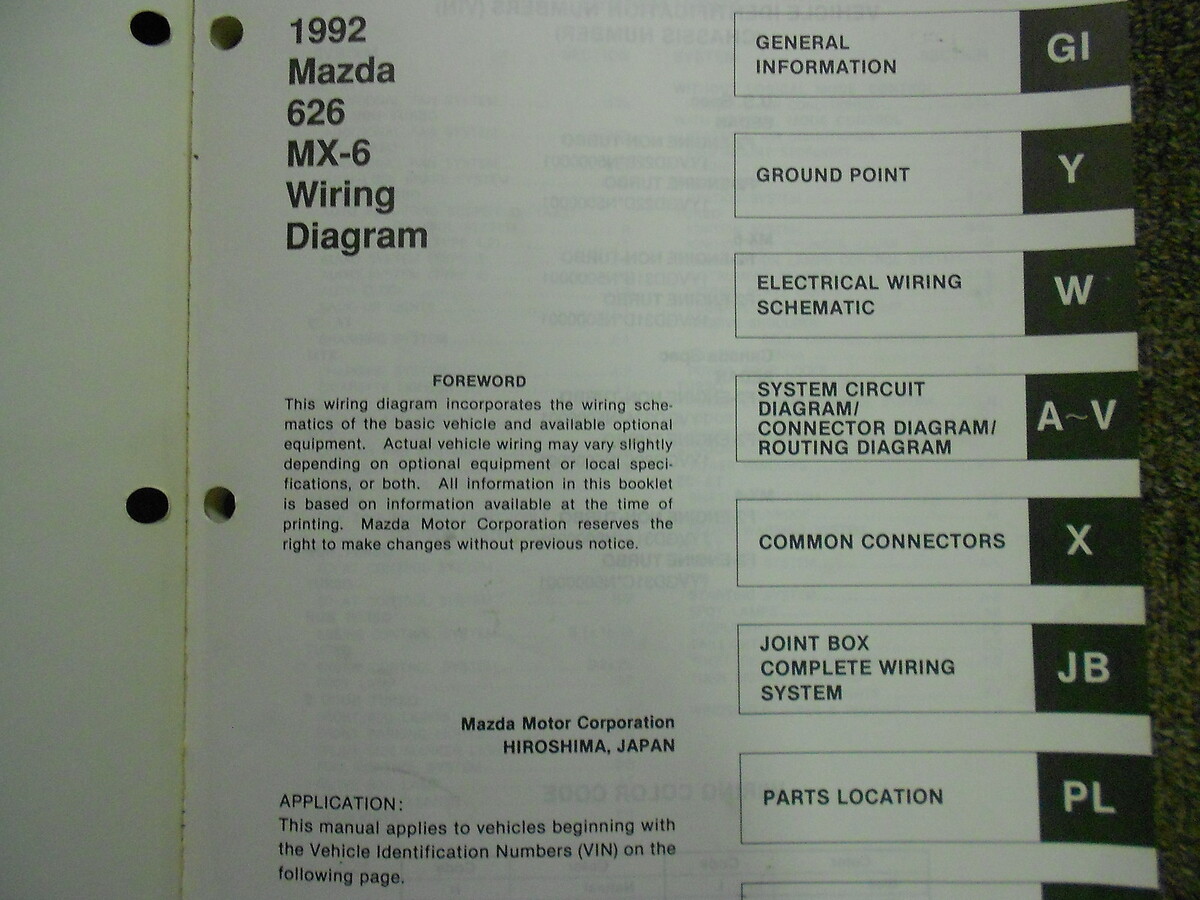 1992
Mazda
626
MX-6
Wiring
Diagram
FOREWORD
This wiring diagram incorporates the wiring sche-
matics of the basic vehicle and available optional
equipment. Actual vehicle wiring may vary slightly
depending on optional equipment or local speci-
fications, or both. All information in this booklet
is based on information available at the time of
printing. Mazda Motor Corporation reserves the
right to make changes without previous notice.
Mazda Motor Corporation
HIROSHIMA, JAPAN
APPLICATION:
This manual applies to vehicles beginning with
the Vehicle Identification Numbers (VIN) on the
following page.
GENERAL
INFORMATION
GI
GROUND POINT
Y
ELECTRICAL WIRING
SCHEMATIC
W
SYSTEM CIRCUIT
DIAGRAM/
CONNECTOR DIAGRAM/
ROUTING DIAGRAM
A~V
COMMON CONNECTORS
X
JOINT BOX
COMPLETE WIRING
SYSTEM
JB
PARTS LOCATION
PL